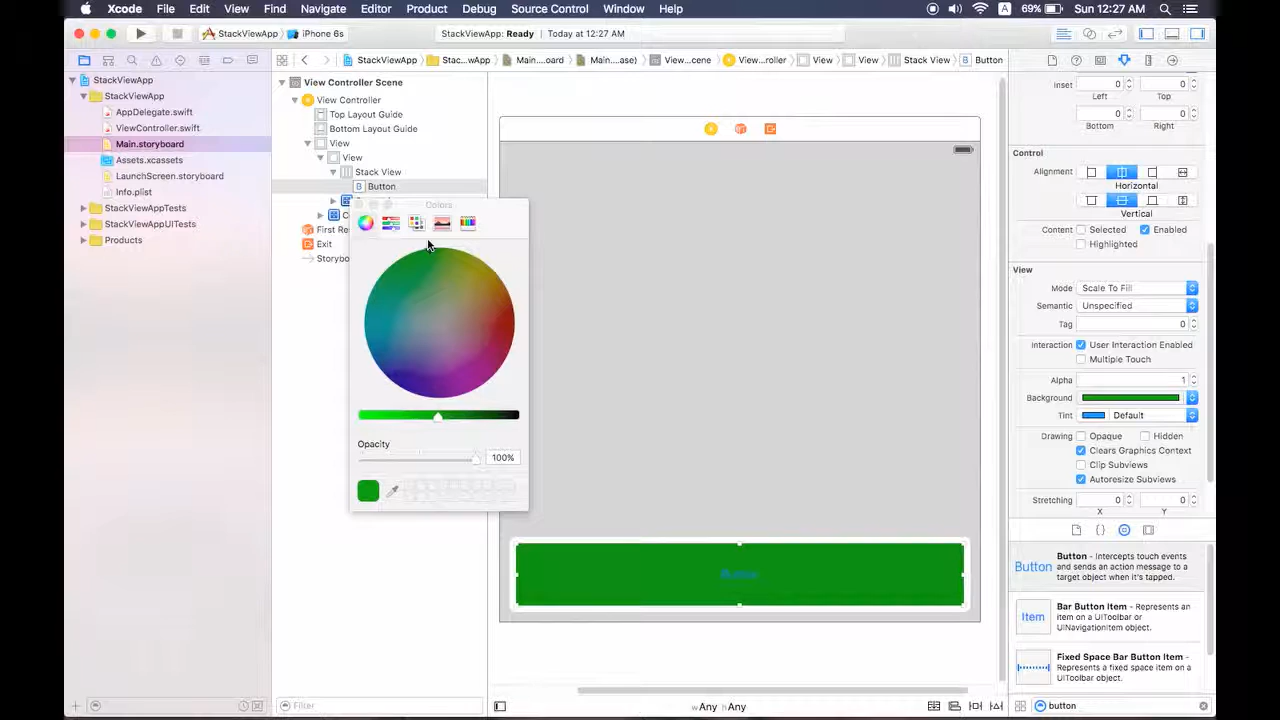 Xcode File Edit View Find Navigate Editor Product Debug Source Control Window Help A 69% Sun 12:27 AM
StackViewApp iPhone 6s StackViewApp: Ready Today at 12:27 AM
StackViewApp Stac...wApp Main....oard Main....ase) View...cene View...roller View View Stack View B Button
StackViewApp
StackViewApp
AppDelegate.swift
ViewController.swift
Main.storyboard
Assets.xcassets
LaunchScreen.storyboard
Info.plist
StackViewAppTests
StackViewAppUITests
Products
View Controller Scene
View Controller
Top Layout Guide
Bottom Layout Guide
View
View
Stack View
B Button
First Re
Exit
Storybo
Colors
Opacity
100%
Button
Inset 0 0
Left Top
0 0
Bottom Right
Control
Alignment
Horizontal
Vertical
Content Selected Enabled
Highlighted
View
Mode Scale To Fill
Semantic Unspecified
Tag 0
Interaction User Interaction Enabled
Multiple Touch
Alpha 1
Background
Tint Default
Drawing Opaque Hidden
Clears Graphics Context
Clip Subviews
Autoresize Subviews
Stretching 0 0
X Y
Button
Button - Intercepts touch events and sends an action message to a target object when it's tapped.
Item
Bar Button Item - Represents an item on a UIToolbar or UINavigationItem object.
Fixed Space Bar Button Item - Represents a fixed space item on a UIToolbar object.
Filter
wAny hAny
button